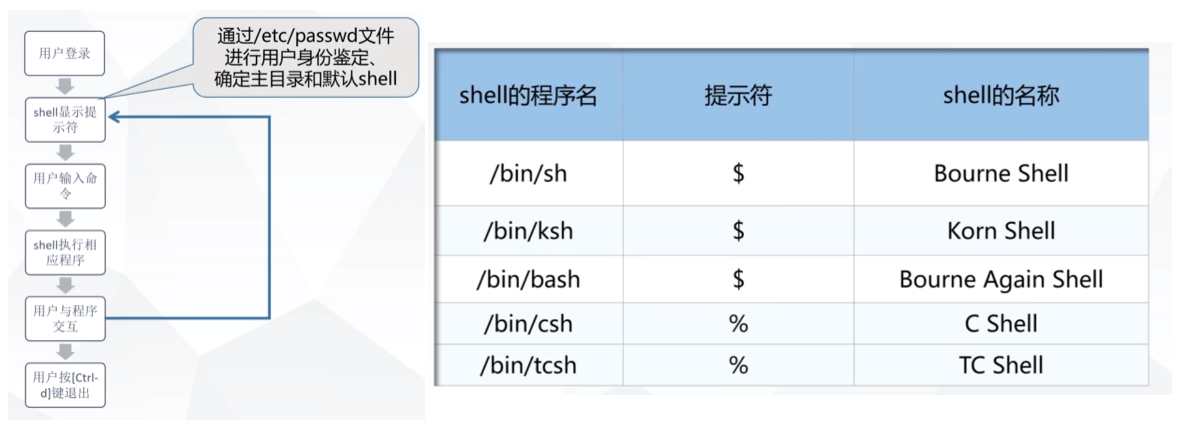 用户登录
通过/etc/passwd文件
进行用户身份鉴定、
确定主目录和默认shell
shell显示提
示符
用户输入命
令
shell执行相
应程序
用户与程序
交互
用户按[Ctrl-
d]键退出
shell的程序名 提示符 shell的名称
/bin/sh $ Bourne Shell
/bin/ksh $ Korn Shell
/bin/bash $ Bourne Again Shell
/bin/csh % C Shell
/bin/tcsh % TC Shell